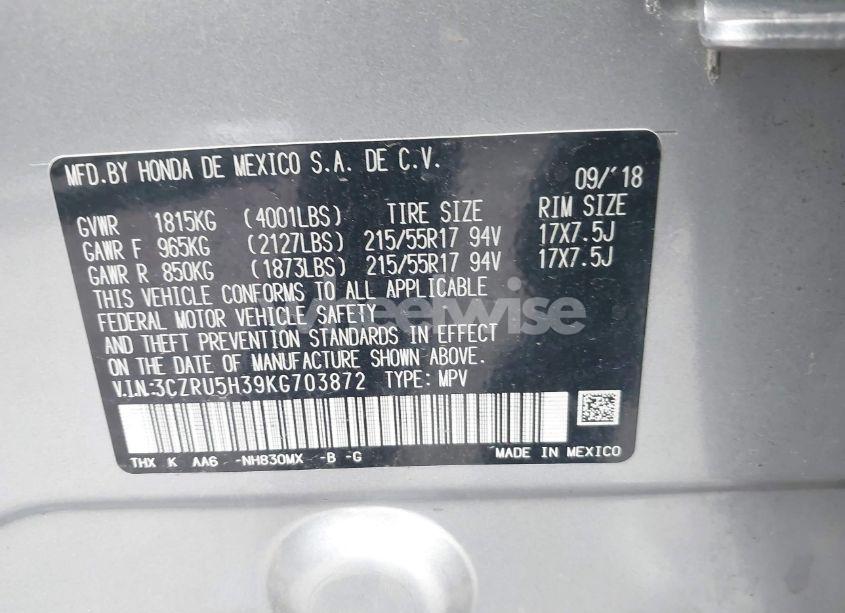 MFD.BY HONDA DE MEXICO S.A. DE C.V. 09/'18
GVWR 1815KG (4001LBS) TIRE SIZE RIM SIZE
GAWR F 965KG (2127LBS) 215/55R17 94V 17X7.5J
GAWR R 850KG (1873LBS) 215/55R17 94V 17X7.5J
THIS VEHICLE CONFORMS TO ALL APPLICABLE
FEDERAL MOTOR VEHICLE SAFETY
AND THEFT PREVENTION STANDARDS IN EFFECT
ON THE DATE OF MANUFACTURE SHOWN ABOVE.
V.I.N.:3CZRU5H39KG703872 TYPE: MPV
THX K AA6 -NH830MX -B -G MADE IN MEXICO